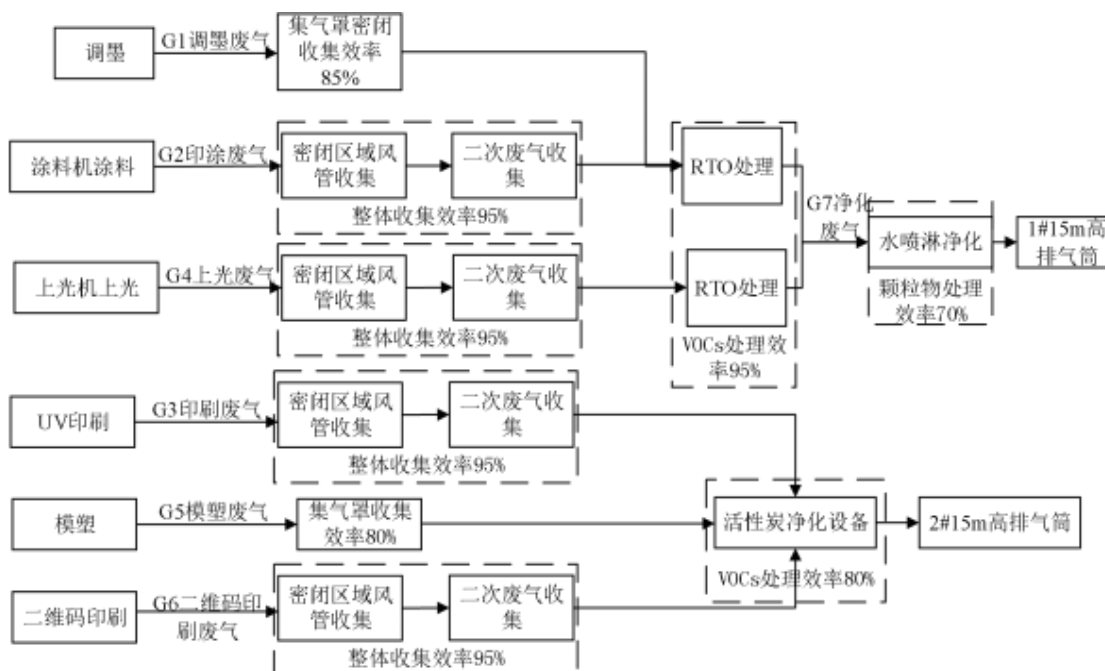 调墨
G1调墨废气
集气罩密闭
收集效率
85%
涂料机涂料
G2印涂废气
密闭区域风
管收集
二次废气收
集
整体收集效率95%
RTO处理
上光机上光
G4上光废气
密闭区域风
管收集
二次废气收
集
整体收集效率95%
RTO处理
VOCs处理效
率95%
G7净化
废气
水喷淋净化
颗粒物处理
效率70%
1#15m高
排气筒
UV印刷
G3印刷废气
密闭区域风
管收集
二次废气收
集
整体收集效率95%
模塑
G5模塑废气
集气罩收集
效率80%
活性炭净化设备
VOCs处理效率80%
2#15m高排气筒
二维码印刷
G6二维码印
刷废气
密闭区域风
管收集
二次废气收
集
整体收集效率95%